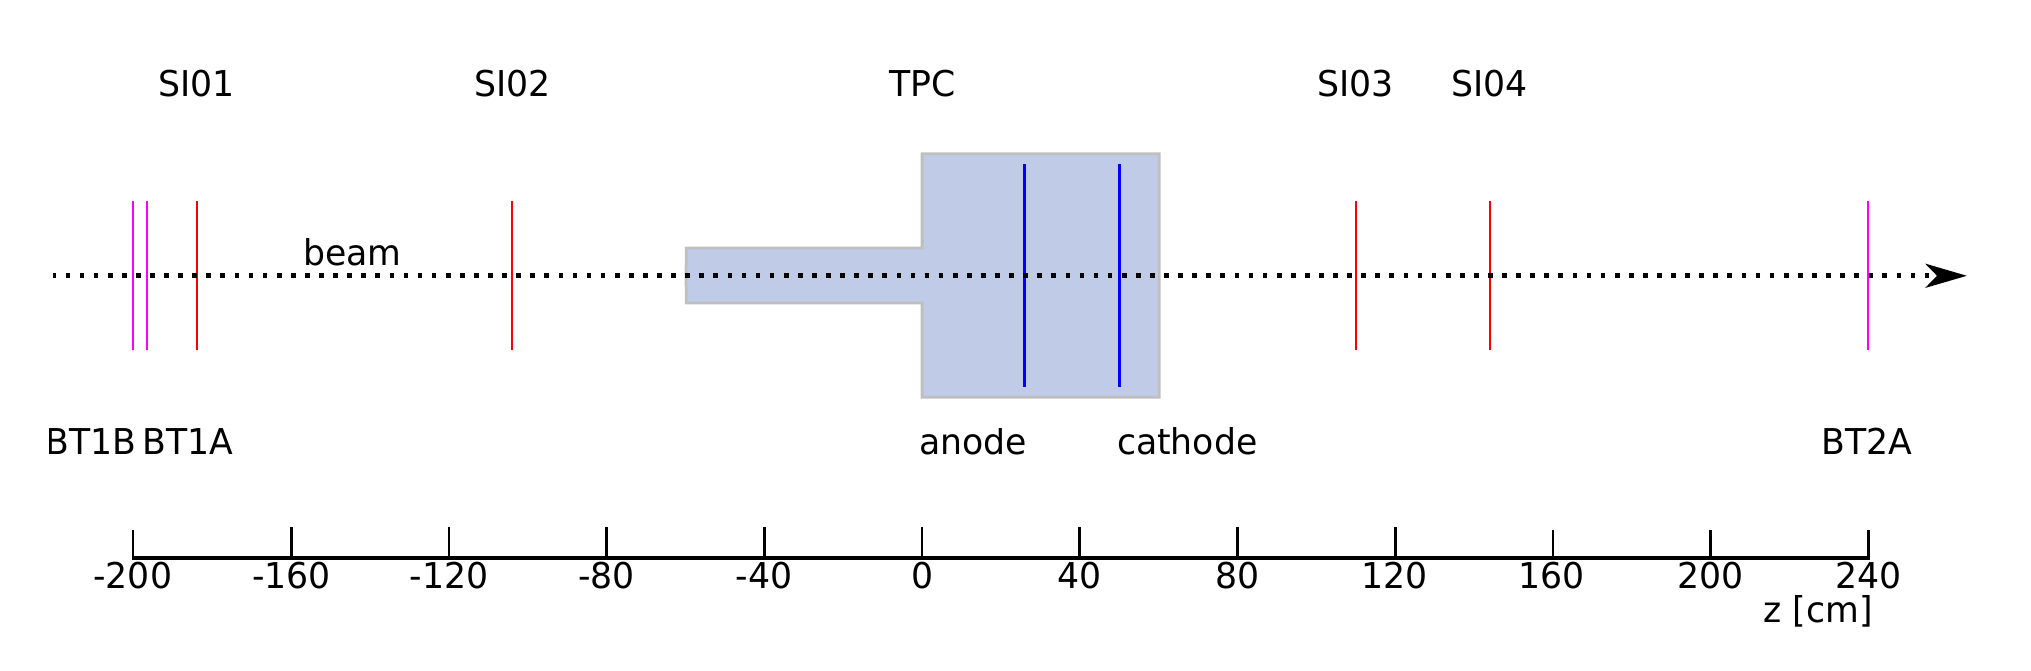 SI01 SI02 TPC SI03 SI04
beam
BT1B BT1A anode cathode BT2A
-200 -160 -120 -80 -40 0 40 80 120 160 200 240
z [cm]